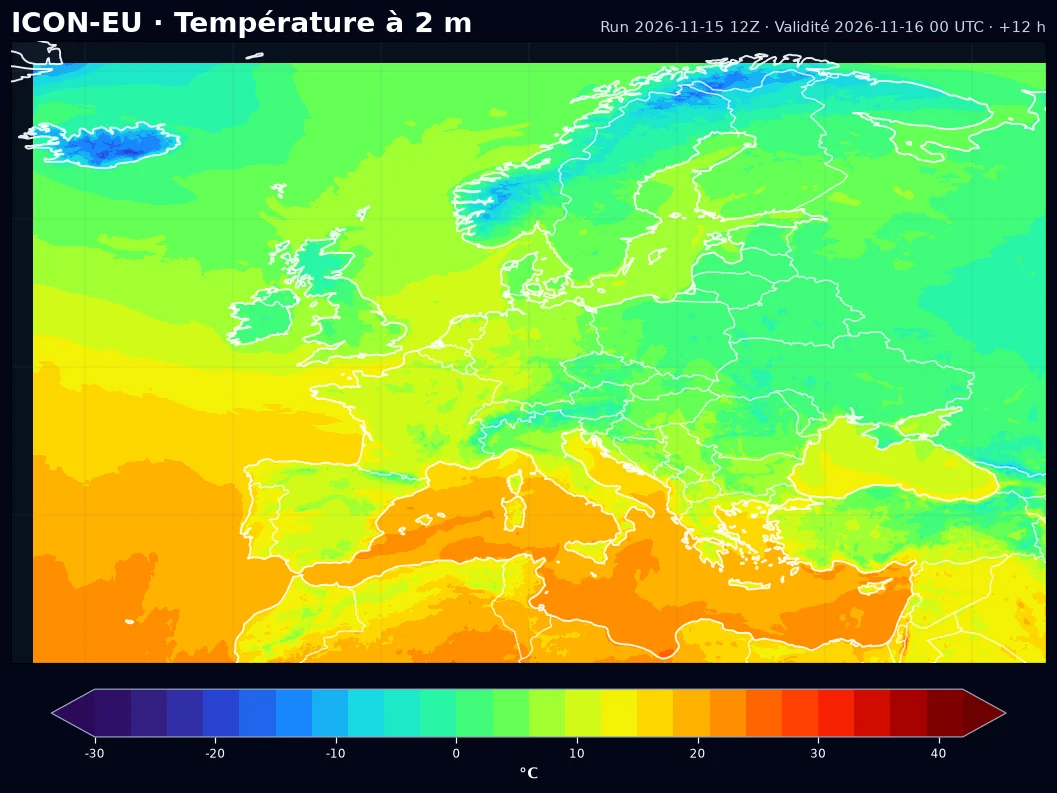 ICON-EU · Température à 2 m
Run 2026-11-15 12Z · Validité 2026-11-16 00 UTC · +12 h
-30 -20 -10 0 10 20 30 40
°C